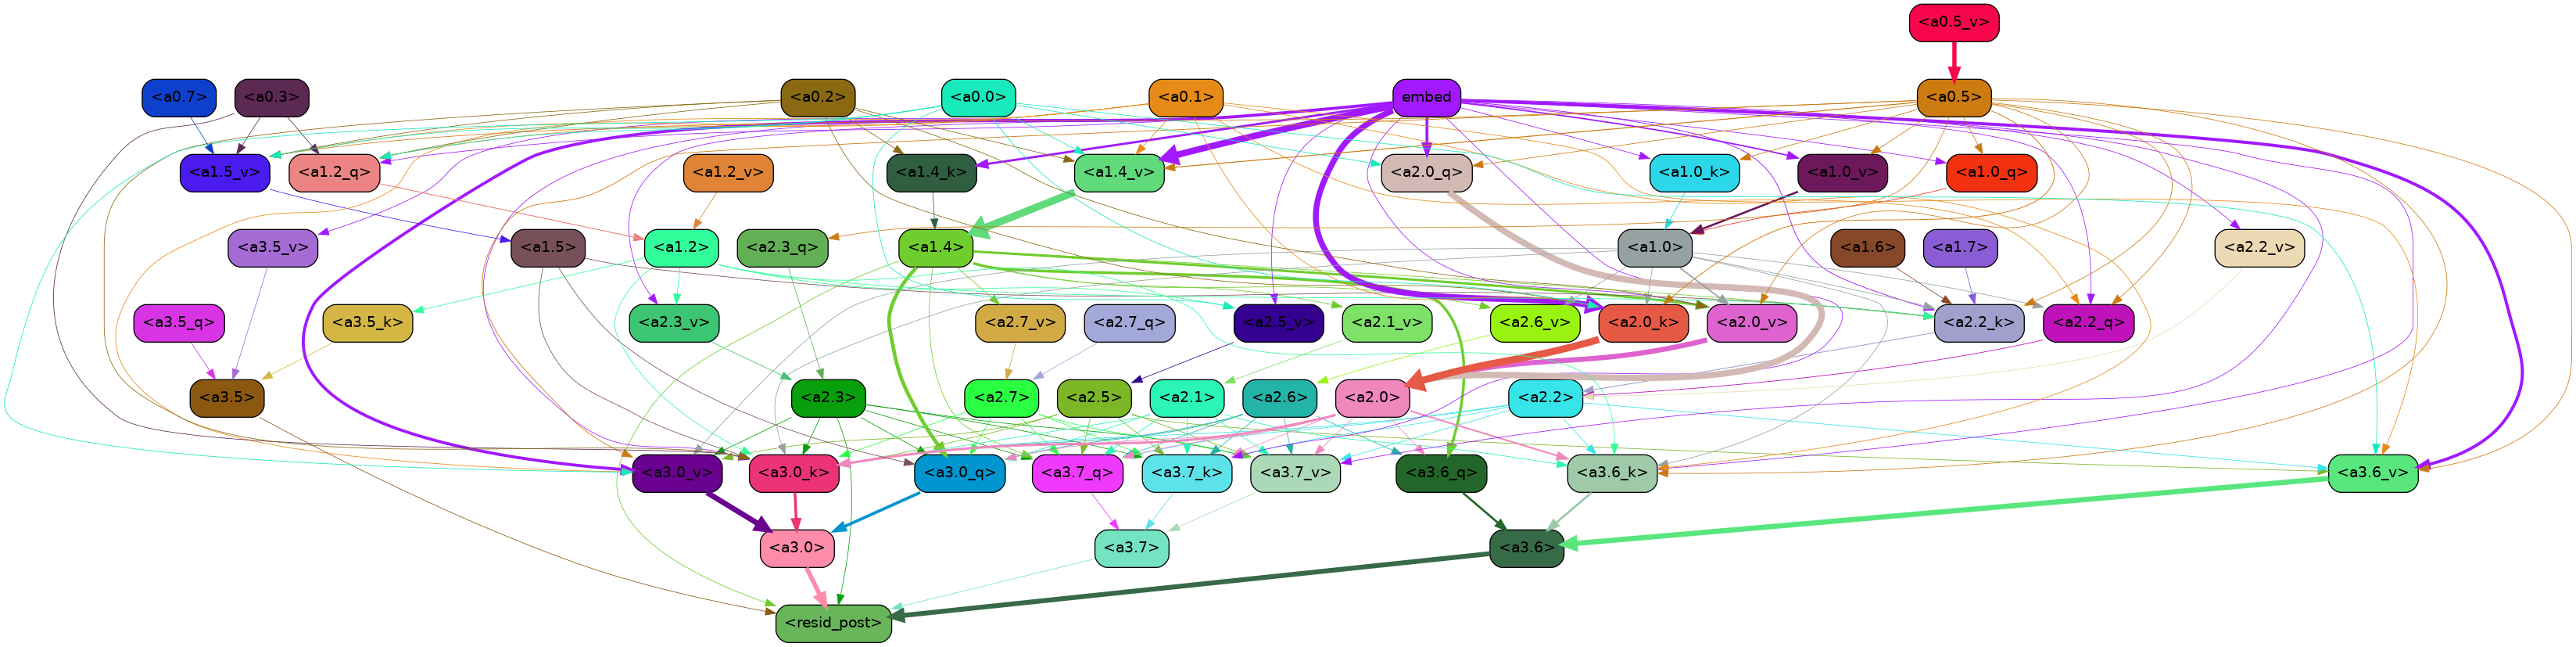 <a0.5_v>
<a0.7> <a0.3> <a0.2> <a0.0> <a0.1> embed <a0.5>
<a1.5_v> <a1.2_q> <a1.2_v> <a1.4_k> <a1.4_v> <a2.0_q> <a1.0_k> <a1.0_v> <a1.0_q>
<a3.5_v> <a1.5> <a1.2> <a2.3_q> <a1.4> <a1.0> <a1.6> <a1.7> <a2.2_v>
<a3.5_q> <a3.5_k> <a2.3_v> <a2.7_v> <a2.7_q> <a2.5_v> <a2.1_v> <a2.6_v> <a2.0_k> <a2.0_v> <a2.2_k> <a2.2_q>
<a3.5> <a2.3> <a2.7> <a2.5> <a2.1> <a2.6> <a2.0> <a2.2>
<a3.0_v> <a3.0_k> <a3.0_q> <a3.7_q> <a3.7_k> <a3.7_v> <a3.6_q> <a3.6_k> <a3.6_v>
<a3.0> <a3.7> <a3.6>
<resid_post>